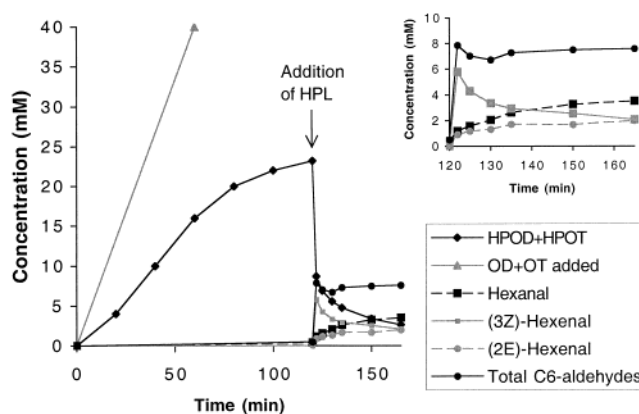 Concentration (mM)
40
35
30
25
20
15
10
5
0
0
50
100
150
Time (min)
Addition
of HPL
Concentration (mM)
10
8
6
4
2
0
120
130
140
150
160
Time (min)
HPOD+HPOT
OD+OT added
Hexanal
(3Z)-Hexenal
(2E)-Hexenal
Total C6-aldehydes